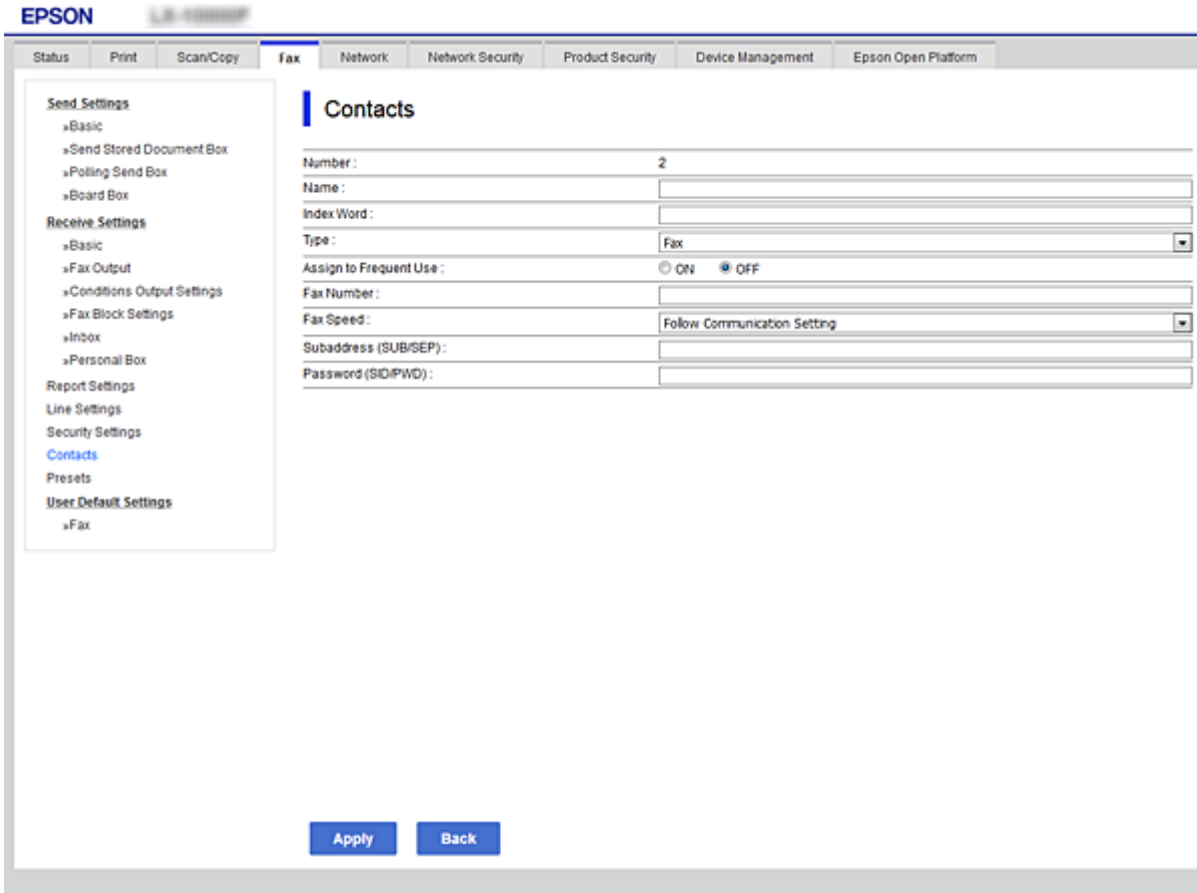 EPSON
Status Print Scan/Copy Fax Network Network Security Product Security Device Management Epson Open Platform
Send Settings
»Basic
»Send Stored Document Box
»Polling Send Box
»Board Box
Receive Settings
»Basic
»Fax Output
»Conditions Output Settings
»Fax Block Settings
»Inbox
»Personal Box
Report Settings
Line Settings
Security Settings
Contacts
Presets
User Default Settings
»Fax
Contacts
Number : 2
Name :
Index Word :
Type : Fax
Assign to Frequent Use : ON OFF
Fax Number :
Fax Speed : Follow Communication Setting
Subaddress (SUB/SEP) :
Password (SID/PWD) :
Apply Back